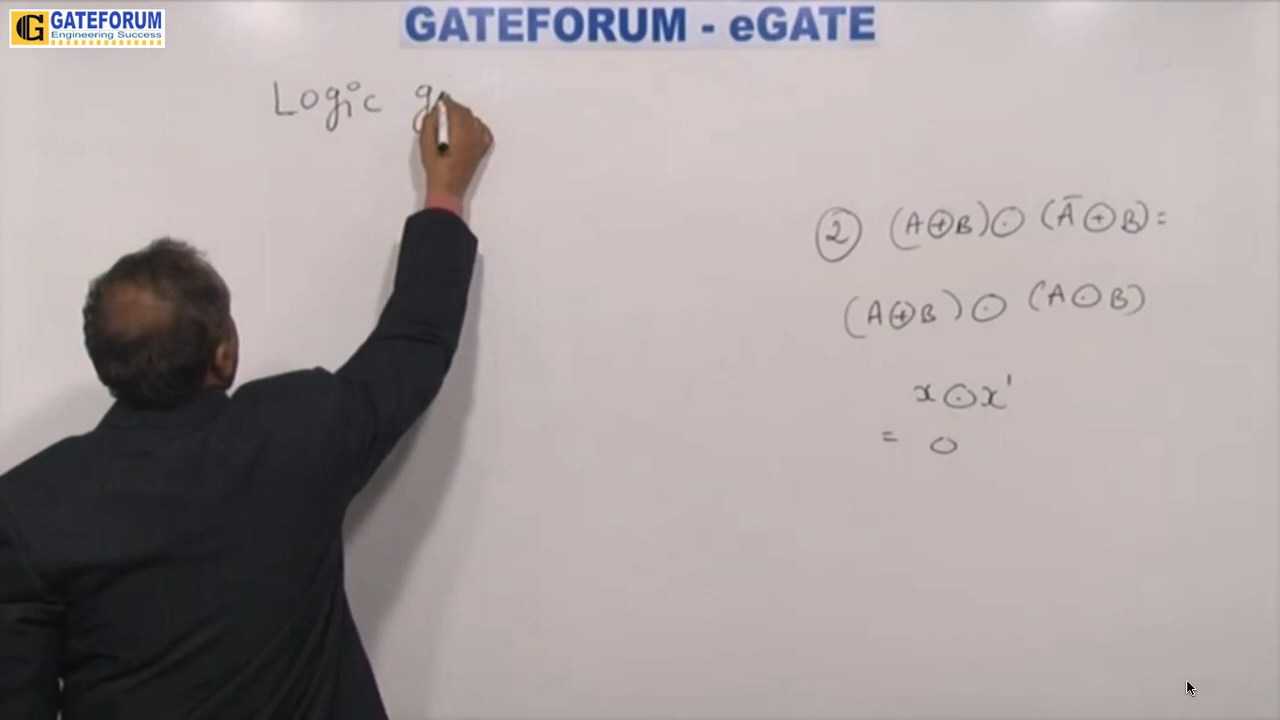 GATEFORUM
Engineering Success
GATEFORUM - eGATE
Logic g
② (A⊕B)⊙(Ā⊕B)=
(A⊕B)⊙(A⊙B)
x⊙x'
= 0